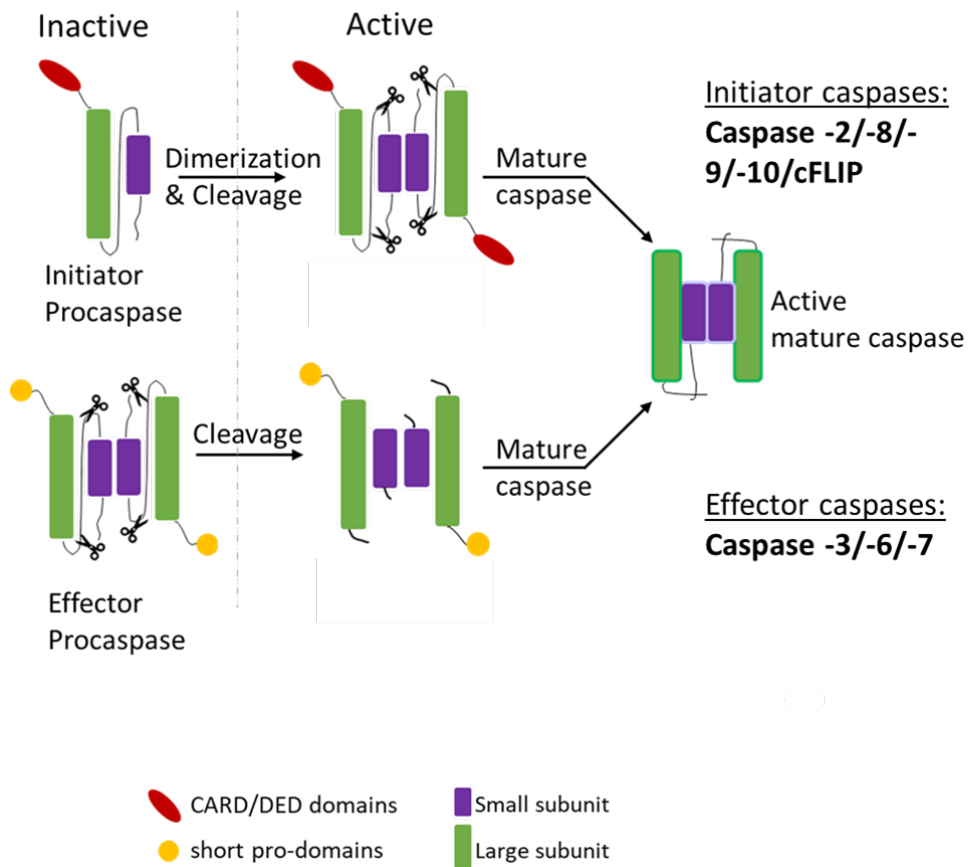 Inactive
Active
Dimerization
& Cleavage
Mature
caspase
Initiator caspases:
Caspase -2/-8/-
9/-10/cFLIP
Initiator
Procaspase
Active
mature caspase
Cleavage
Mature
caspase
Effector caspases:
Caspase -3/-6/-7
Effector
Procaspase
CARD/DED domains
Small subunit
short pro-domains
Large subunit